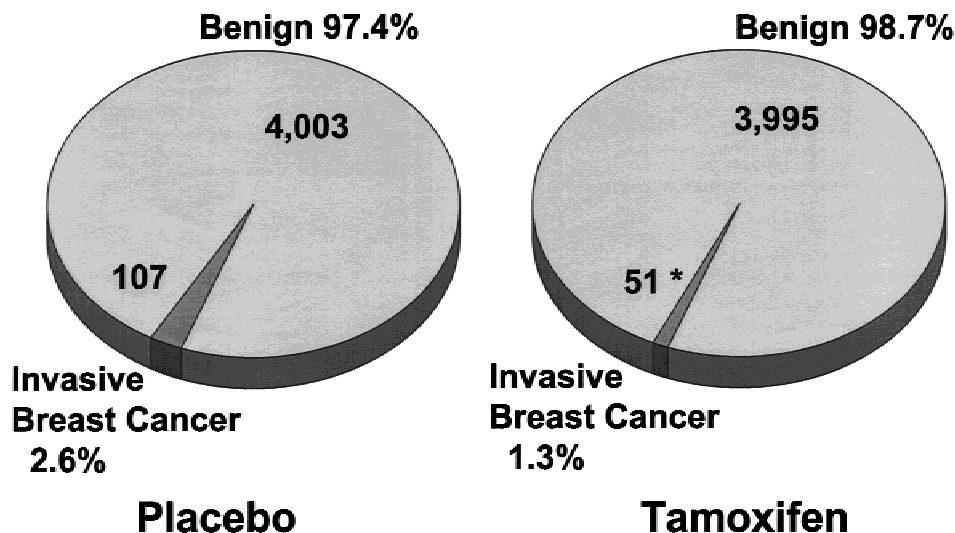 Benign 97.4%
4,003
107
Invasive
Breast Cancer
2.6%
Placebo
Benign 98.7%
3,995
51 *
Invasive
Breast Cancer
1.3%
Tamoxifen